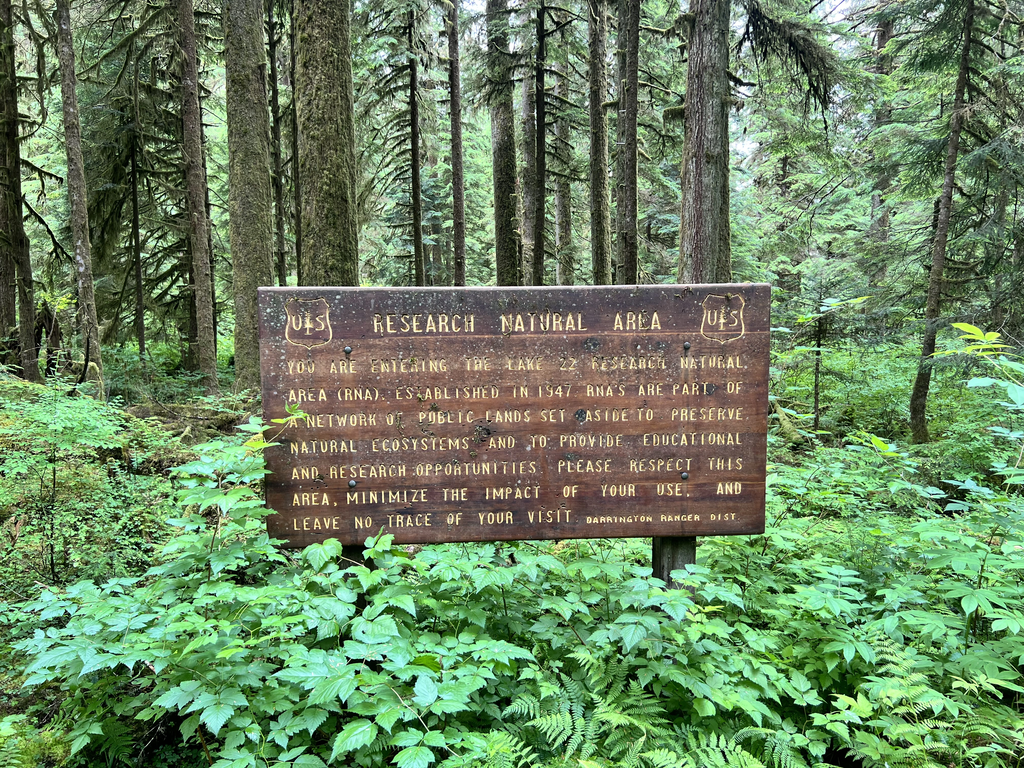 U S RESEARCH NATURAL AREA U S
YOU ARE ENTERING THE LAKE 22 RESEARCH NATURAL
AREA (RNA). ESTABLISHED IN 1947 RNA'S ARE PART OF
A NETWORK OF PUBLIC LANDS SET ASIDE TO PRESERVE
NATURAL ECOSYSTEMS AND TO PROVIDE EDUCATIONAL
AND RESEARCH OPPORTUNITIES. PLEASE RESPECT THIS
AREA, MINIMIZE THE IMPACT OF YOUR USE, AND
LEAVE NO TRACE OF YOUR VISIT. DARRINGTON RANGER DIST.